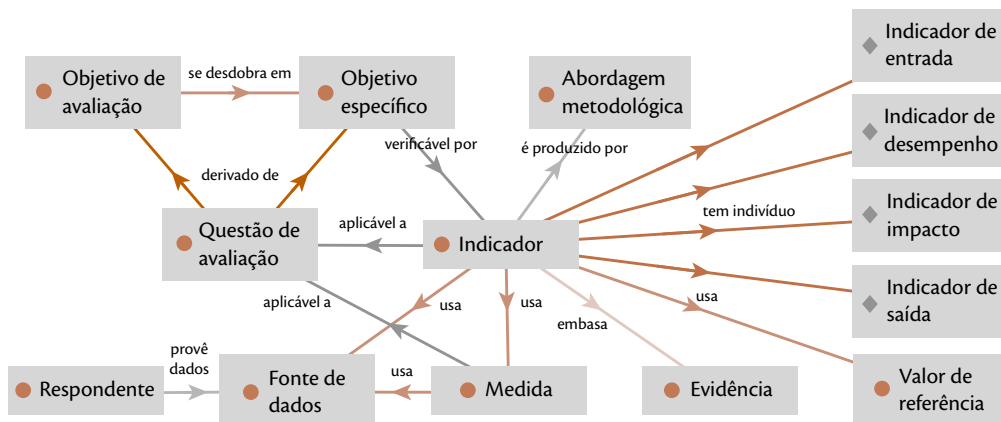 Indicador de
entrada
Objetivo de
avaliação
se desdobra em
Objetivo
específico
Abordagem
metodológica
Indicador de
desempenho
verificável por
é produzido por
derivado de
tem indivíduo
Indicador de
impacto
Questão de
avaliação
aplicável a
Indicador
aplicável a
usa
usa
embasa
usa
Indicador de
saída
provê
dados
Respondente
Fonte de
dados
usa
Medida
Evidência
Valor de
referência